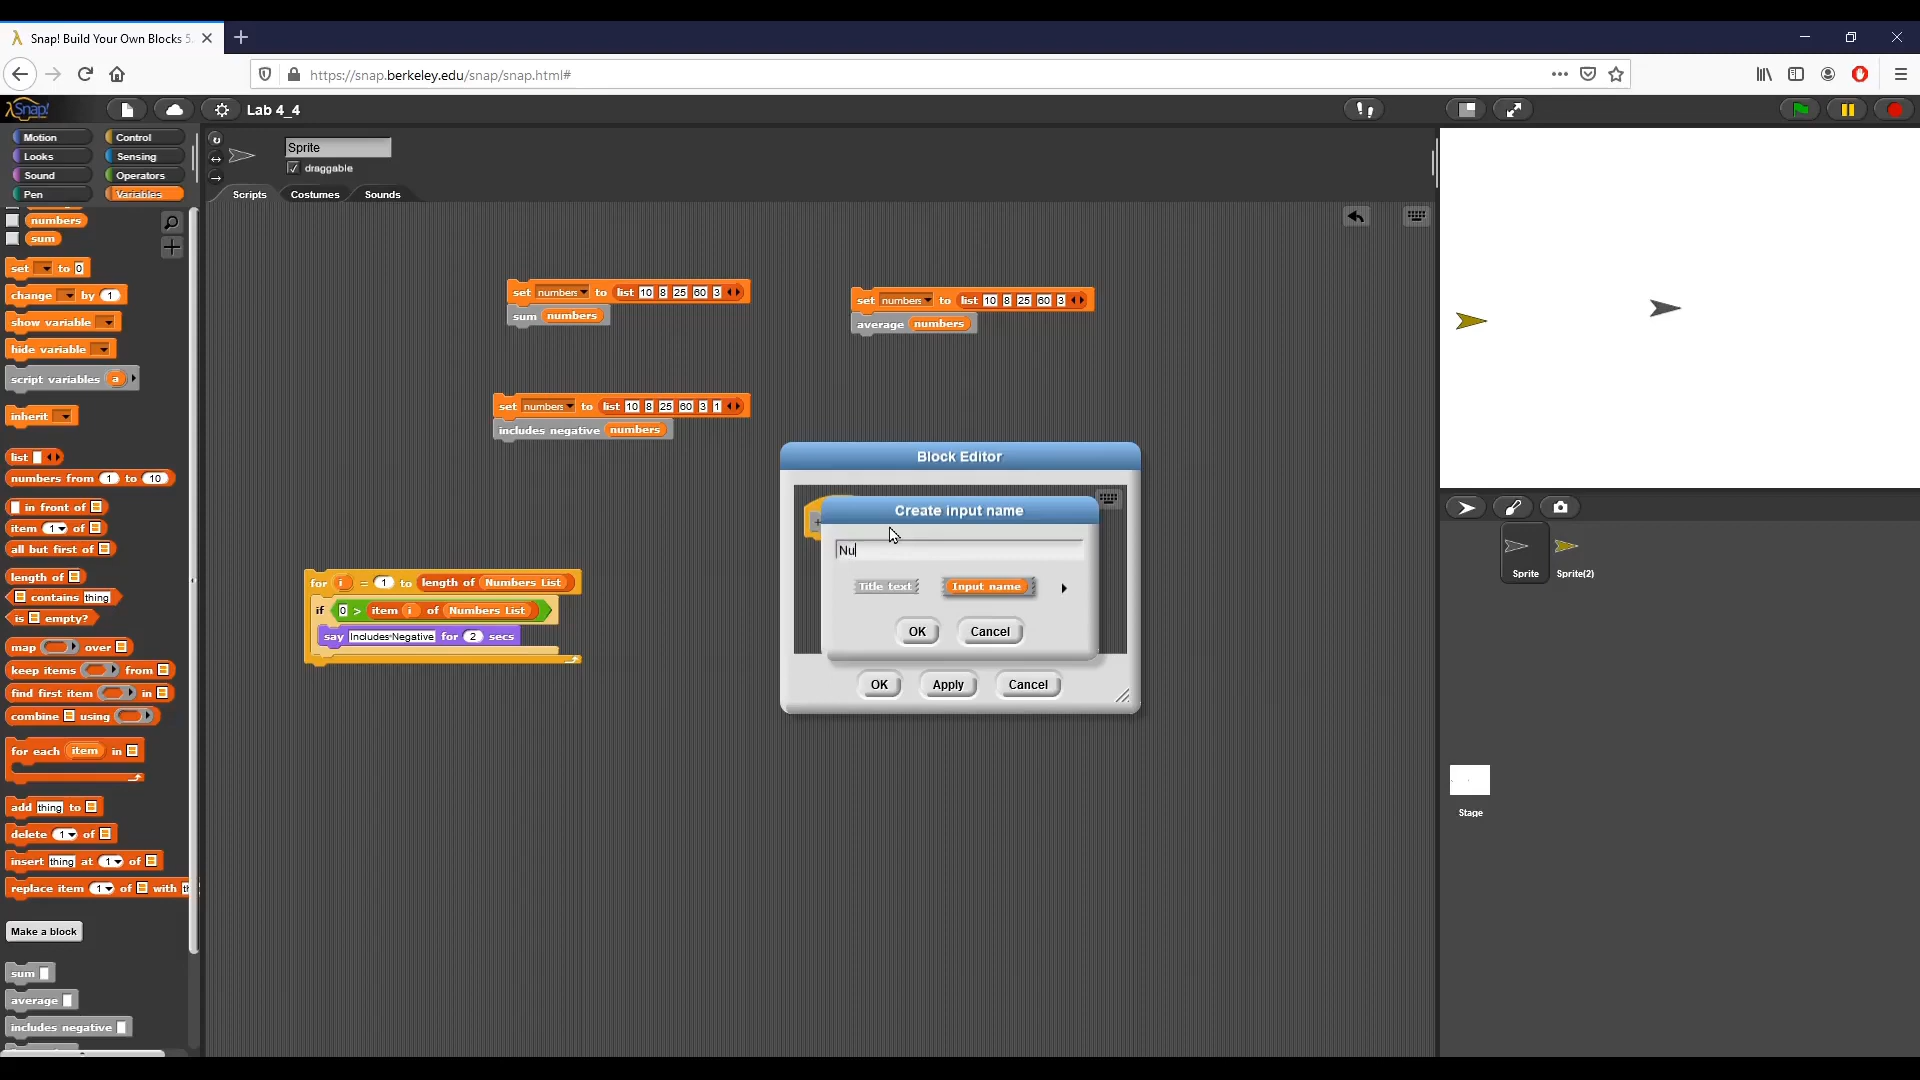 Snap! Build Your Own Blocks 5.
https://snap.berkeley.edu/snap/snap.html#
Snap!
Lab 4_4
Motion Control
Looks Sensing
Sound Operators
Pen Variables
Sprite
draggable
Scripts Costumes Sounds
numbers
sum
set to 0
change by 1
show variable
hide variable
script variables a
inherit
list
numbers from 1 to 10
in front of
item 1 of
all but first of
length of
contains thing
is empty?
map over
keep items from
find first item in
combine using
for each item in
add thing to
delete 1 of
insert thing at 1 of
replace item 1 of with
Make a block
sum
average
includes negative
set numbers to list 10 8 25 60 3
sum numbers
set numbers to list 10 8 25 60 3
average numbers
set numbers to list 10 8 25 60 3 1
includes negative numbers
for i = 1 to length of Numbers List
if 0 > item i of Numbers List
say Includes Negative for 2 secs
Block Editor
+
Create input name
Nu
Title text Input name
OK Cancel
OK Apply Cancel
Sprite Sprite(2)
Stage